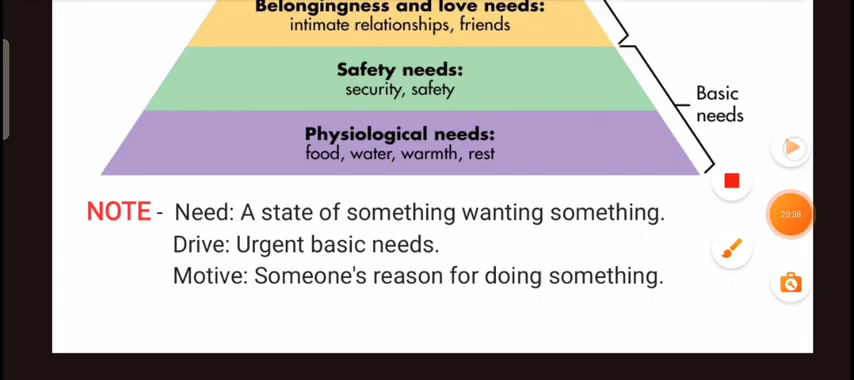 Belongingness and love needs:
intimate relationships, friends
Safety needs:
security, safety
Physiological needs:
food, water, warmth, rest
Basic
needs
NOTE - Need: A state of something wanting something.
Drive: Urgent basic needs.
Motive: Someone's reason for doing something.
20:38